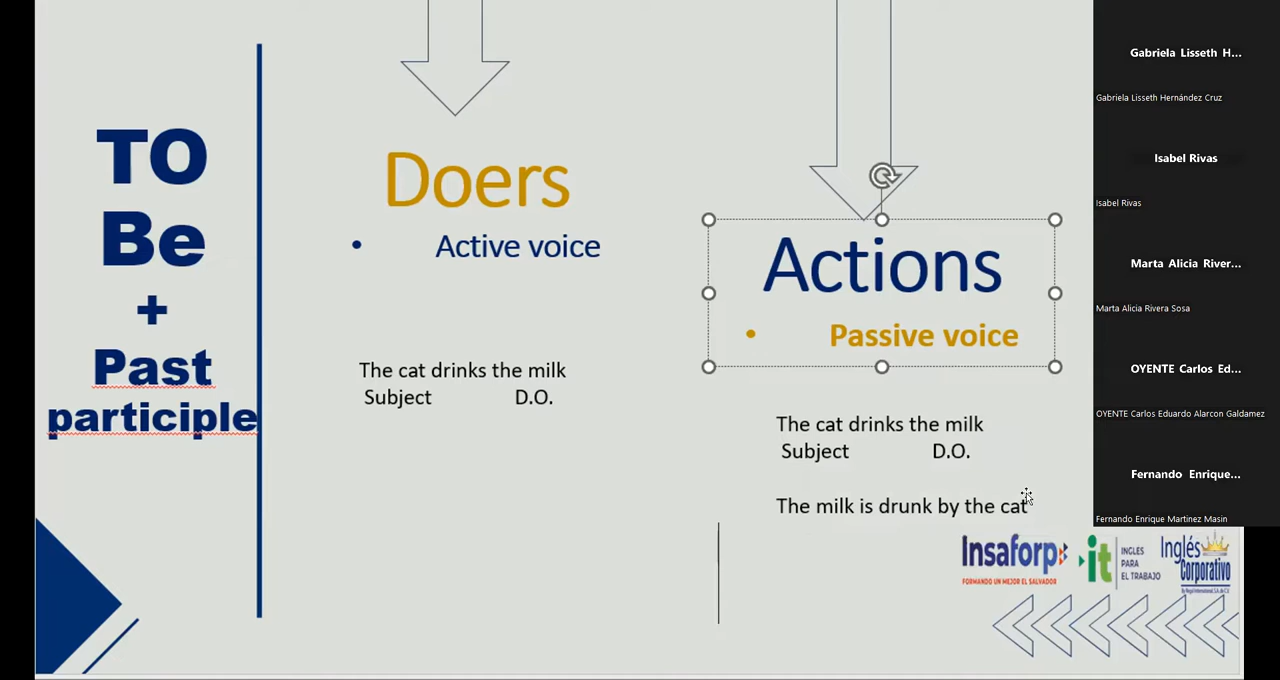 TO
Be
+
Past
participle
Doers
• Active voice
The cat drinks the milk
Subject D.O.
Actions
• Passive voice
The cat drinks the milk
Subject D.O.
The milk is drunk by the cat
Gabriela Lisseth H...
Gabriela Lisseth Hernández Cruz
Isabel Rivas
Isabel Rivas
Marta Alicia River...
Marta Alicia Rivera Sosa
OYENTE Carlos Ed...
OYENTE Carlos Eduardo Alarcon Galdamez
Fernando Enrique...
Fernando Enrique Martinez Masin
Insaforp
FORMANDO UN MEJOR EL SALVADOR
it
INGLES
PARA
EL TRABAJO
Inglés
Corporativo